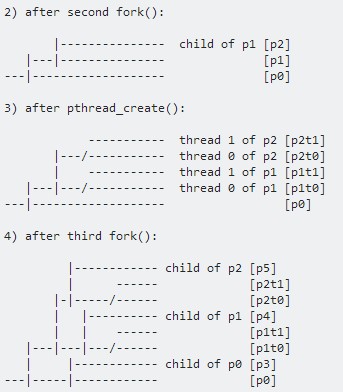 2) after second fork():
|--------------- child of p1 [p2]
|---|--------------- [p1]
---|-------------------- [p0]
3) after pthread_create():
----------- thread 1 of p2 [p2t1]
|---/----------- thread 0 of p2 [p2t0]
| ----------- thread 1 of p1 [p1t1]
|---|---/----------- thread 0 of p1 [p1t0]
---|-------------------- [p0]
4) after third fork():
|------------ child of p2 [p5]
| ------ [p2t1]
|-|-----/------ [p2t0]
| |------------ child of p1 [p4]
| | ------ [p1t1]
|---|---|---/------ [p1t0]
| |------------ child of p0 [p3]
---|-----|------------ [p0]